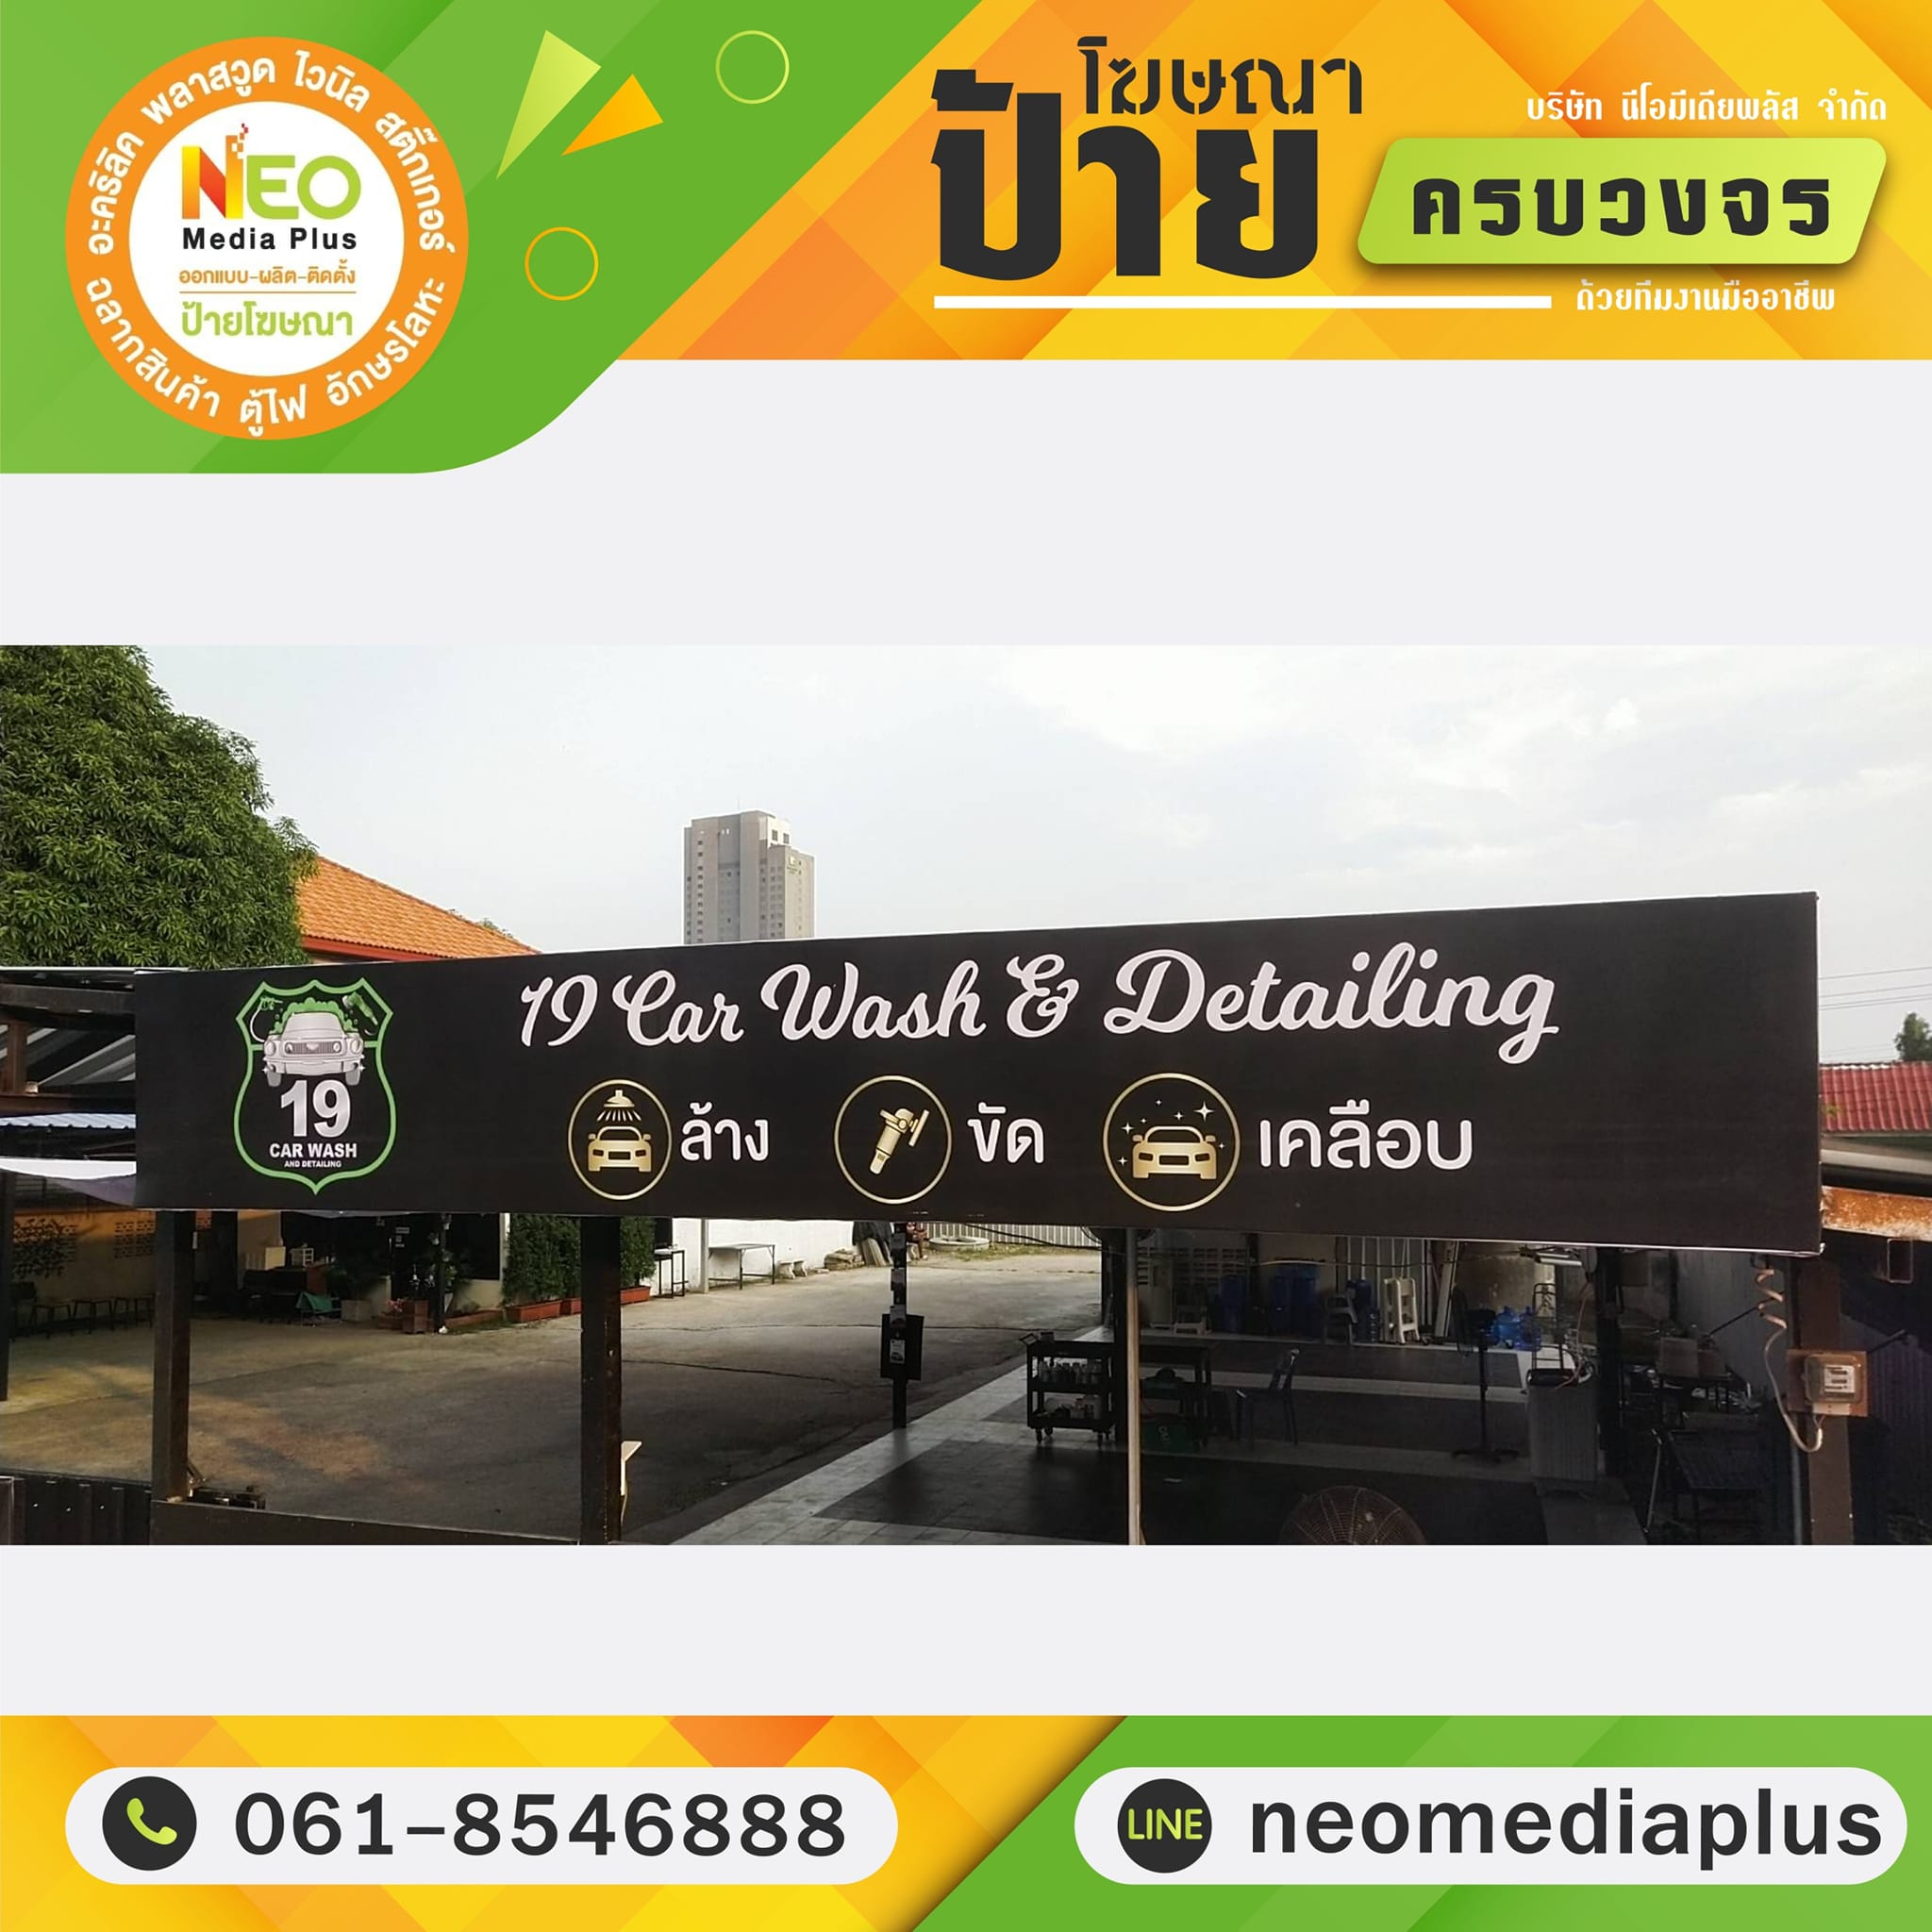 อะคริลิค พลาสวูด ไวนิล สติ๊กเกอร์
NEO
Media Plus
ออกแบบ-ผลิต-ติดตั้ง
ป้ายโฆษณา
ฉลากสินค้า ตู้ไฟ อักษรโลหะ
ป้าย
โฆษณา
บริษัท นีโอมีเดียพลัส จำกัด
ครบวงจร
ด้วยทีมงานมืออาชีพ
19 Car Wash & Detailing
19
CAR WASH
AND DETAILING
ล้าง ขัด เคลือบ
061-8546888
LINE neomediaplus